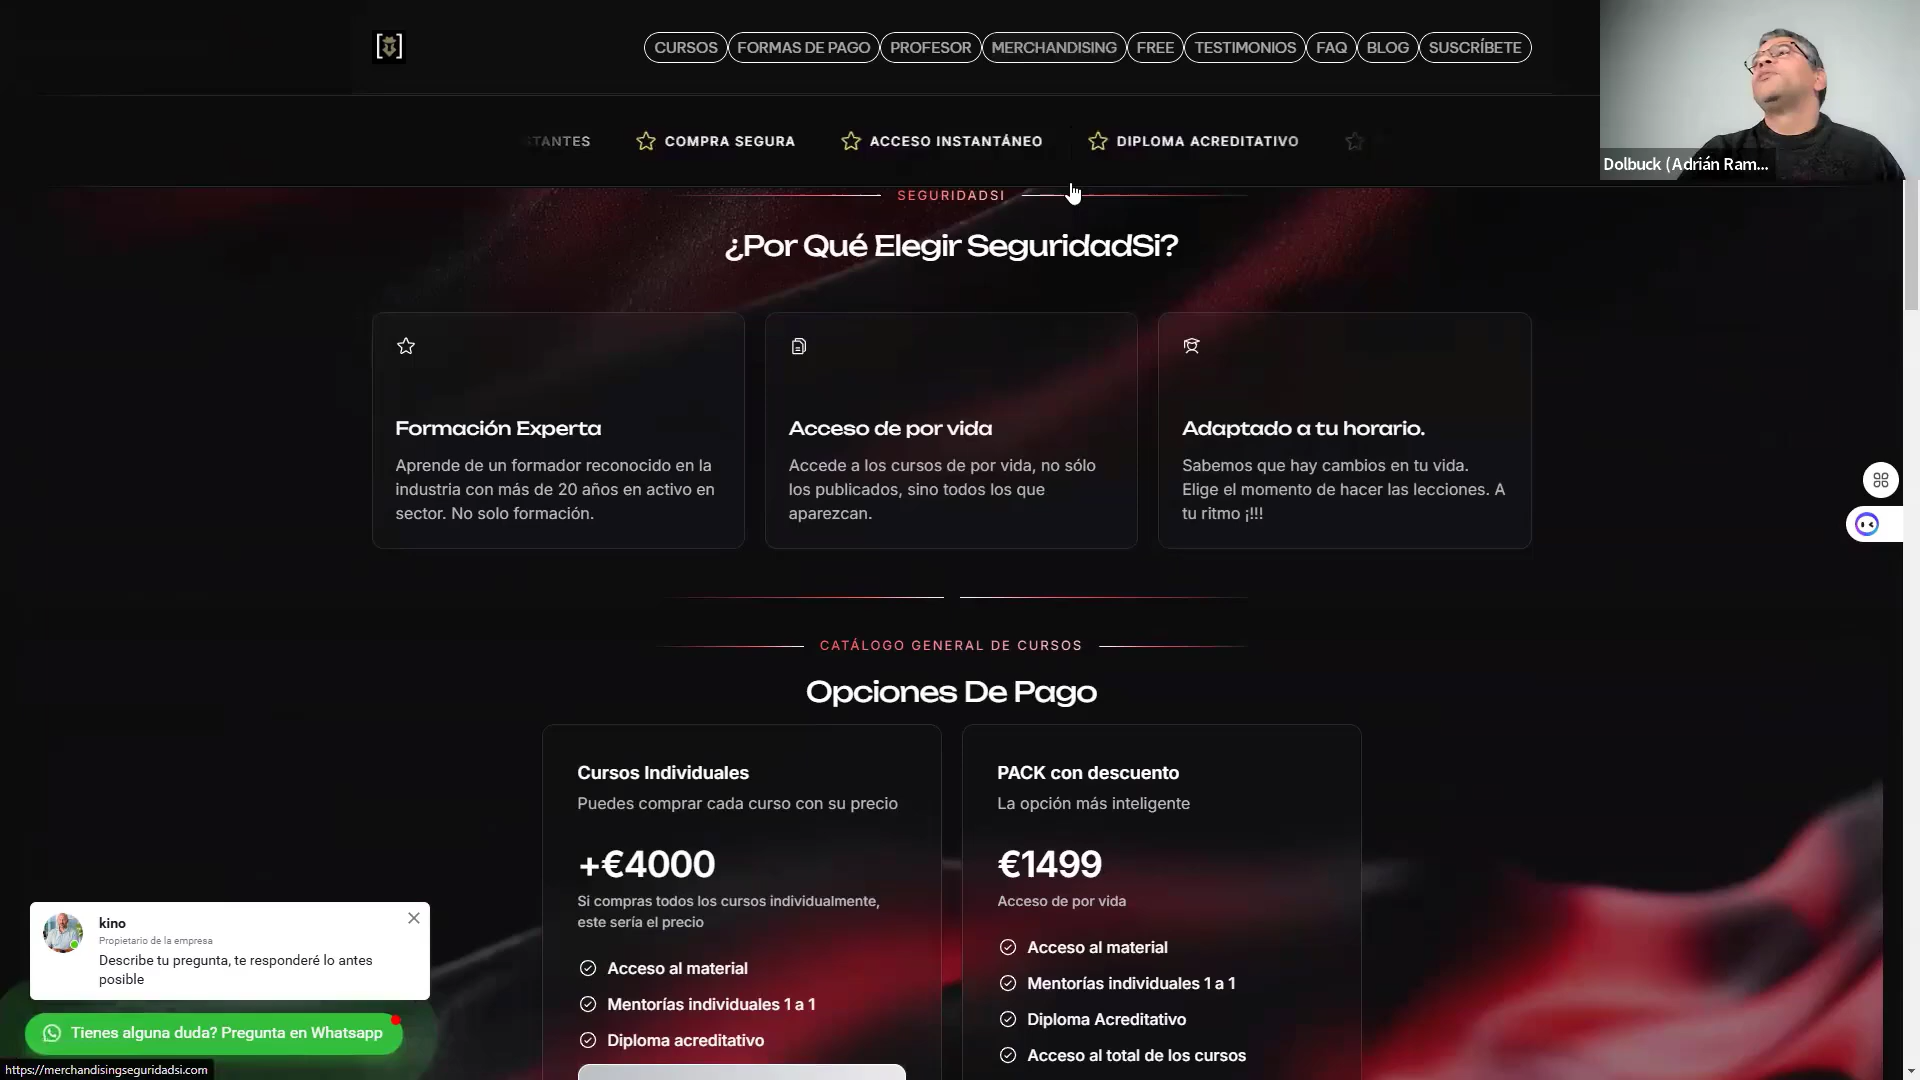 CURSOS
FORMAS DE PAGO
PROFESOR
MERCHANDISING
FREE
TESTIMONIOS
FAQ
BLOG
SUSCRÍBETE
Dolbuck (Adrián Ram...
COMPRA SEGURA
ACCESO INSTANTÁNEO
DIPLOMA ACREDITATIVO
SEGURIDADSI
¿Por Qué Elegir SeguridadSi?
Formación Experta
Aprende de un formador reconocido en la
industria con más de 20 años en activo en
sector. No solo formación.
Acceso de por vida
Accede a los cursos de por vida, no sólo
los publicados, sino todos los que
aparezcan.
Adaptado a tu horario.
Sabemos que hay cambios en tu vida.
Elige el momento de hacer las lecciones. A
tu ritmo ¡!!!
CATÁLOGO GENERAL DE CURSOS
Opciones De Pago
Cursos Individuales
Puedes comprar cada curso con su precio
+€4000
Si compras todos los cursos individualmente,
este sería el precio
Acceso al material
Mentorías individuales 1 a 1
Diploma acreditativo
PACK con descuento
La opción más inteligente
€1499
Acceso de por vida
Acceso al material
Mentorías individuales 1 a 1
Diploma Acreditativo
Acceso al total de los cursos
kino
Propietario de la empresa
Describe tu pregunta, te responderé lo antes
posible
Tienes alguna duda? Pregunta en Whatsapp
https://merchandisingseguridadsi.com